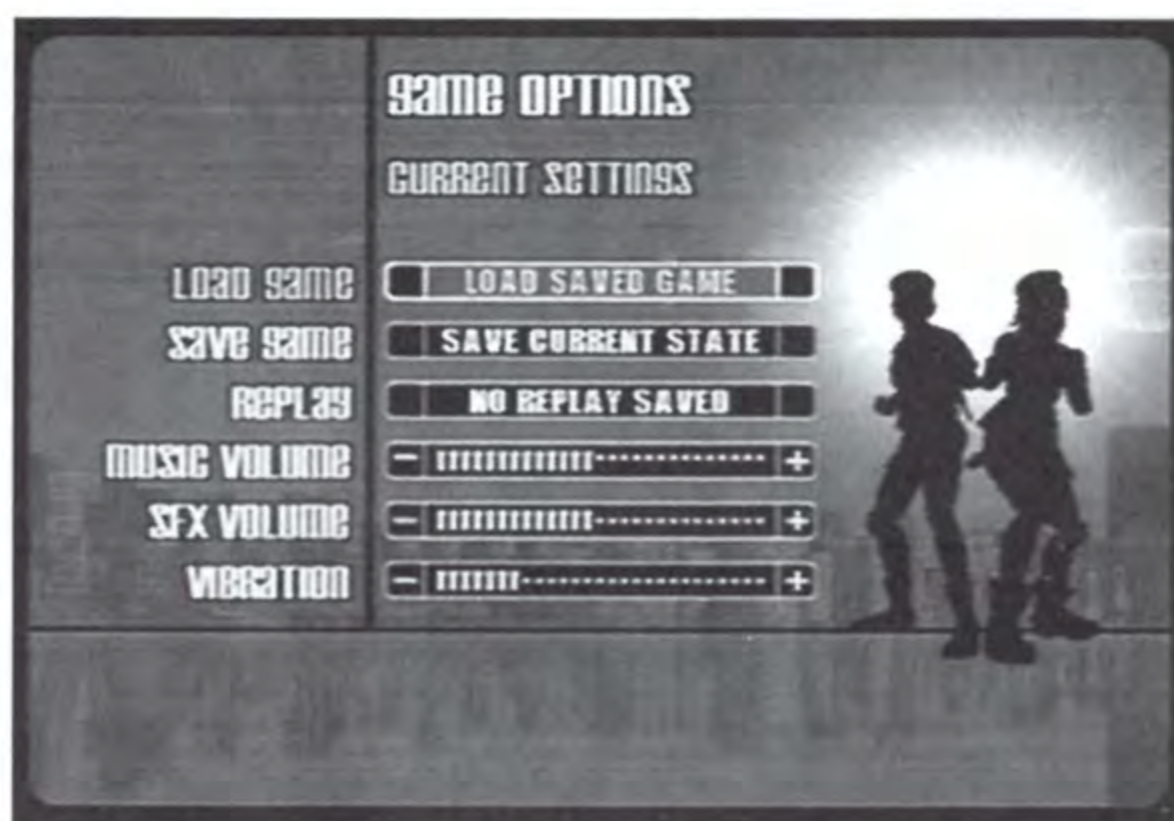 game options
current settings
Load game LOAD SAVED GAME
save game SAVE CURRENT STATE
replay NO REPLAY SAVED
music volume - +
SFX volume - +
vibration - +